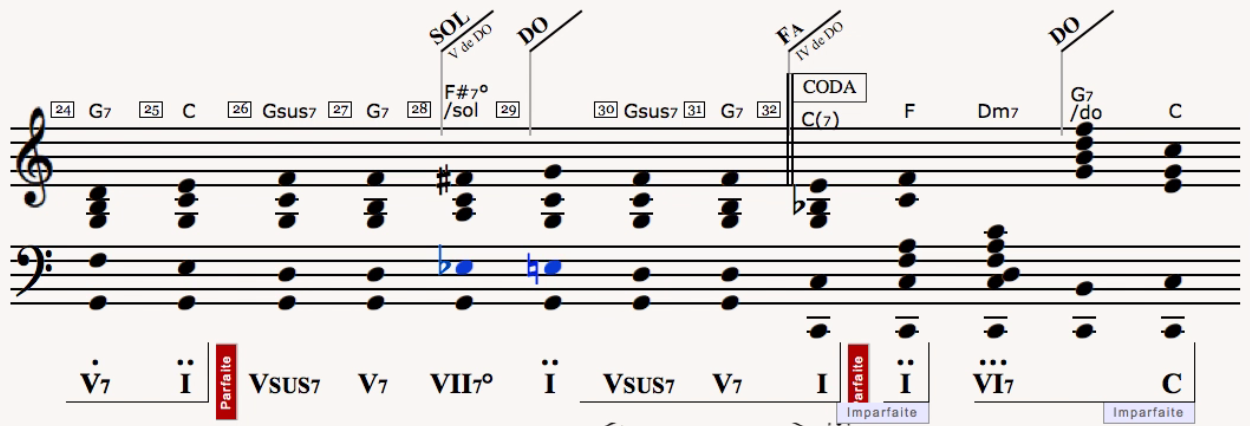 SOL
V de DO
DO
FA
IV de DO
DO
CODA
24 G7 25 C 26 Gsus7 27 G7 28 F#7° /sol 29 30 Gsus7 31 G7 32 C(7) F Dm7 G7 /do C
V7 I Parfaite VSUS7 V7 VII7° I VSUS7 V7 I Parfaite I VI7 C
Imparfaite Imparfaite